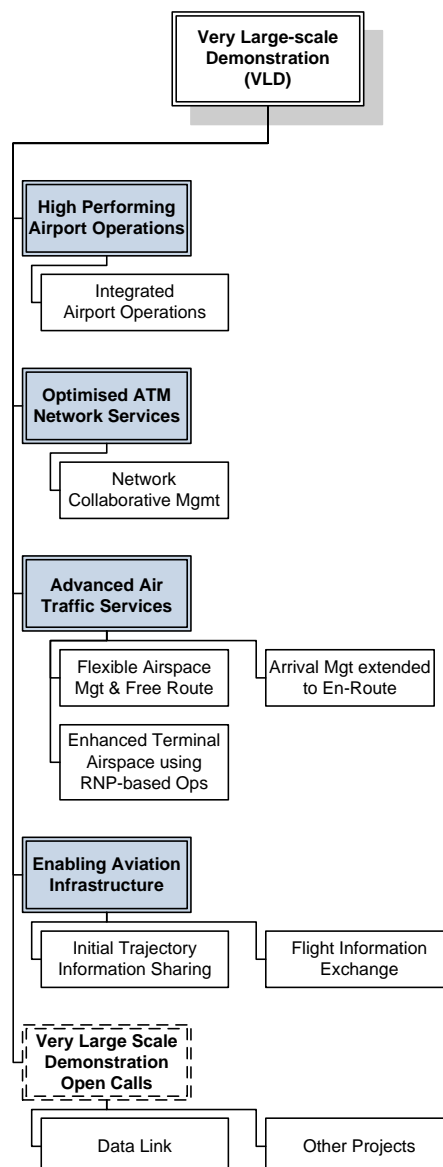 Very Large-scale
Demonstration
(VLD)
High Performing
Airport Operations
Integrated
Airport Operations
Optimised ATM
Network Services
Network
Collaborative Mgmt
Advanced Air
Traffic Services
Flexible Airspace
Mgt & Free Route
Arrival Mgt extended
to En-Route
Enhanced Terminal
Airspace using
RNP-based Ops
Enabling Aviation
Infrastructure
Initial Trajectory
Information Sharing
Flight Information
Exchange
Very Large Scale
Demonstration
Open Calls
Data Link
Other Projects